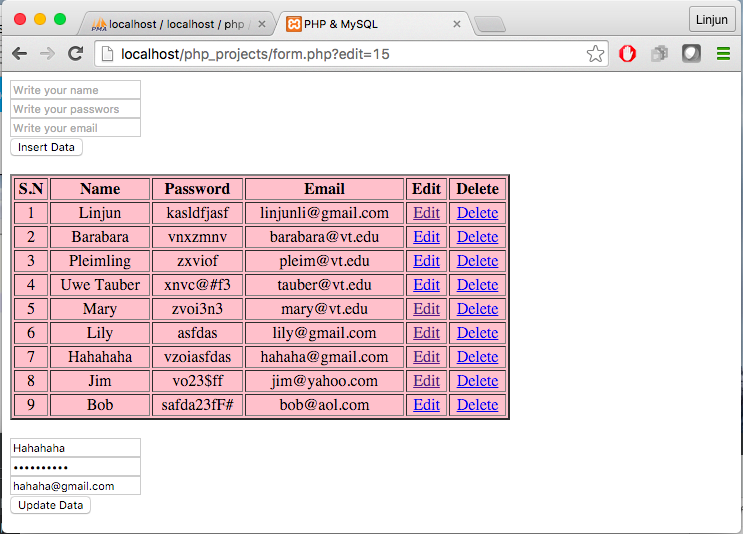 localhost / localhost / php / PHP & MySQL Linjun
localhost/php_projects/form.php?edit=15
Write your name
Write your passwors
Write your email
Insert Data
S.N Name Password Email Edit Delete
1 Linjun kasldfjasf linjunli@gmail.com Edit Delete
2 Barabara vnxzmnv barabara@vt.edu Edit Delete
3 Pleimling zxviof pleim@vt.edu Edit Delete
4 Uwe Tauber xnvc@#f3 tauber@vt.edu Edit Delete
5 Mary zvoi3n3 mary@vt.edu Edit Delete
6 Lily asfdas lily@gmail.com Edit Delete
7 Hahahaha vzoiasfdas hahaha@gmail.com Edit Delete
8 Jim vo23$ff jim@yahoo.com Edit Delete
9 Bob safda23fF# bob@aol.com Edit Delete
Hahahaha
••••••••••
hahaha@gmail.com
Update Data